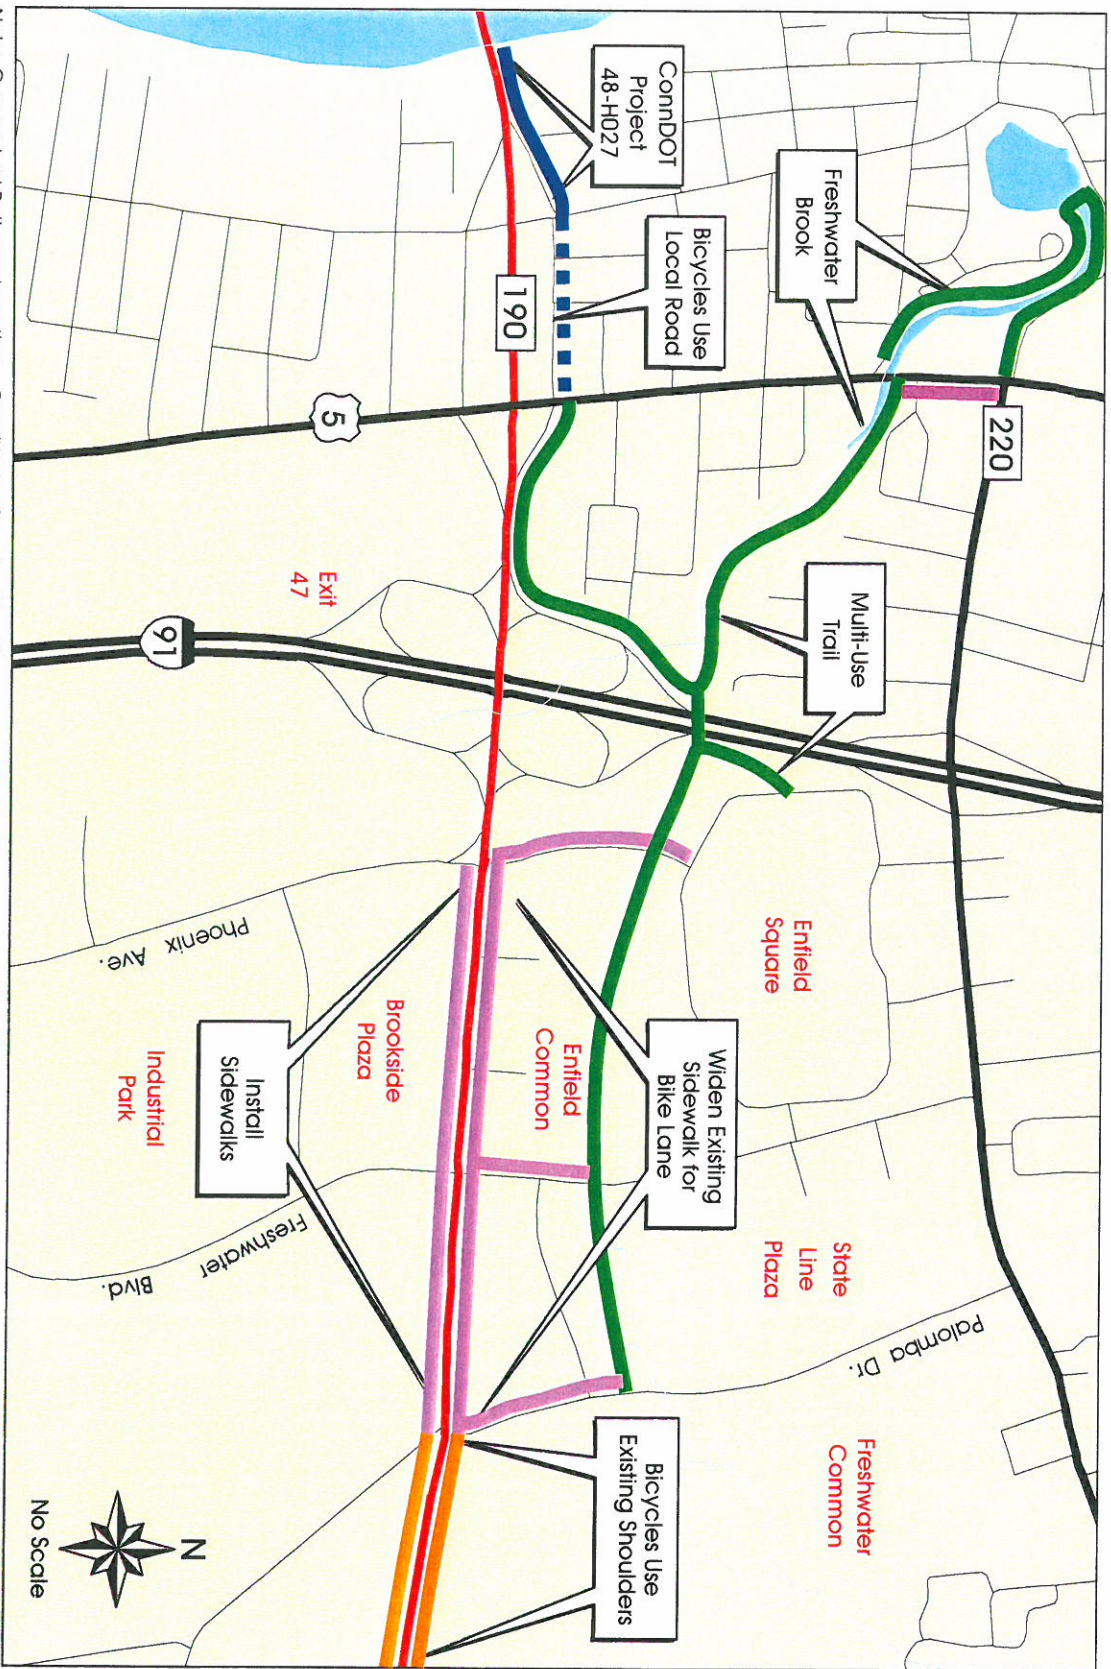 ConnDOT
Project
48-H027
Freshwater
Brook
Bicycles Use
Local Road
190
5
220
Multi-Use
Trail
Exit
47
91
Enfield
Square
Enfield
Common
Widen Existing
Sidewalk for
Bike Lane
Brookside
Plaza
Phoenix Ave.
Industrial
Park
Install
Sidewalks
Freshwater Blvd.
State
Line
Plaza
Palomba Dr.
Freshwater
Common
Bicycles Use
Existing Shoulders
N
No Scale